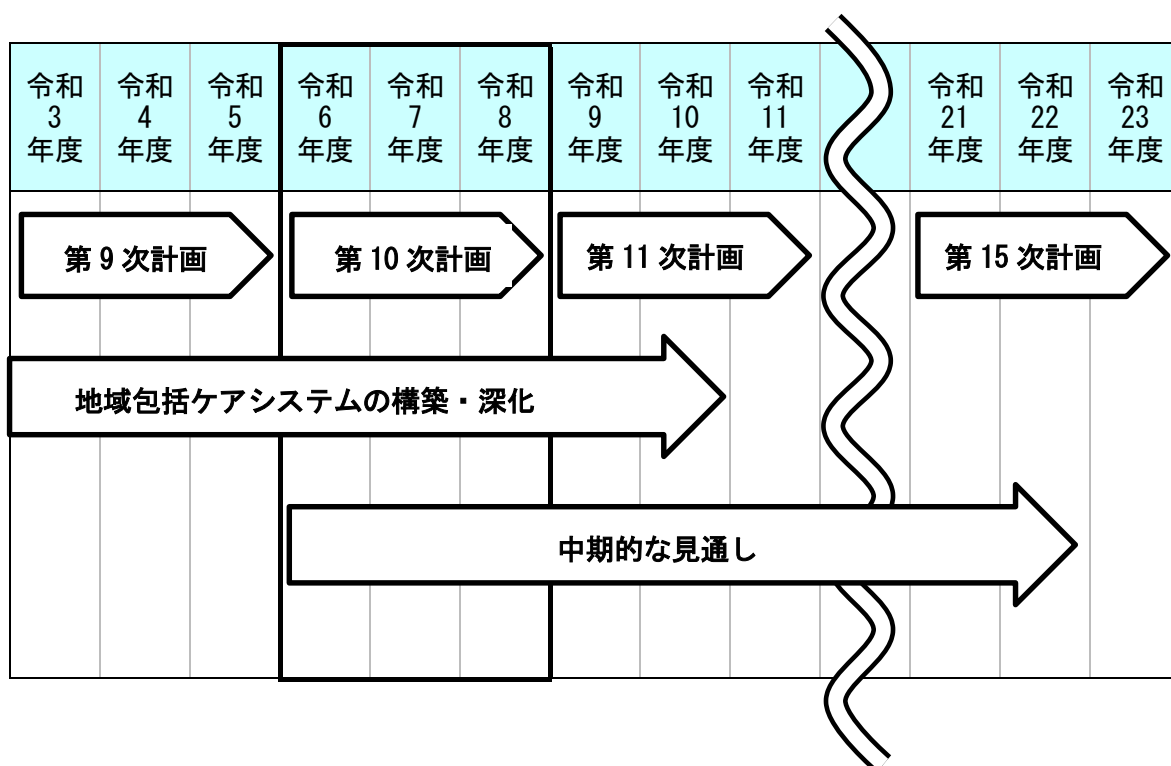 令和
3
年度
令和
4
年度
令和
5
年度
令和
6
年度
令和
7
年度
令和
8
年度
令和
9
年度
令和
10
年度
令和
11
年度
令和
21
年度
令和
22
年度
令和
23
年度
第 9 次計画
第 10 次計画
第 11 次計画
第 15 次計画
地域包括ケアシステムの構築・深化
中期的な見通し